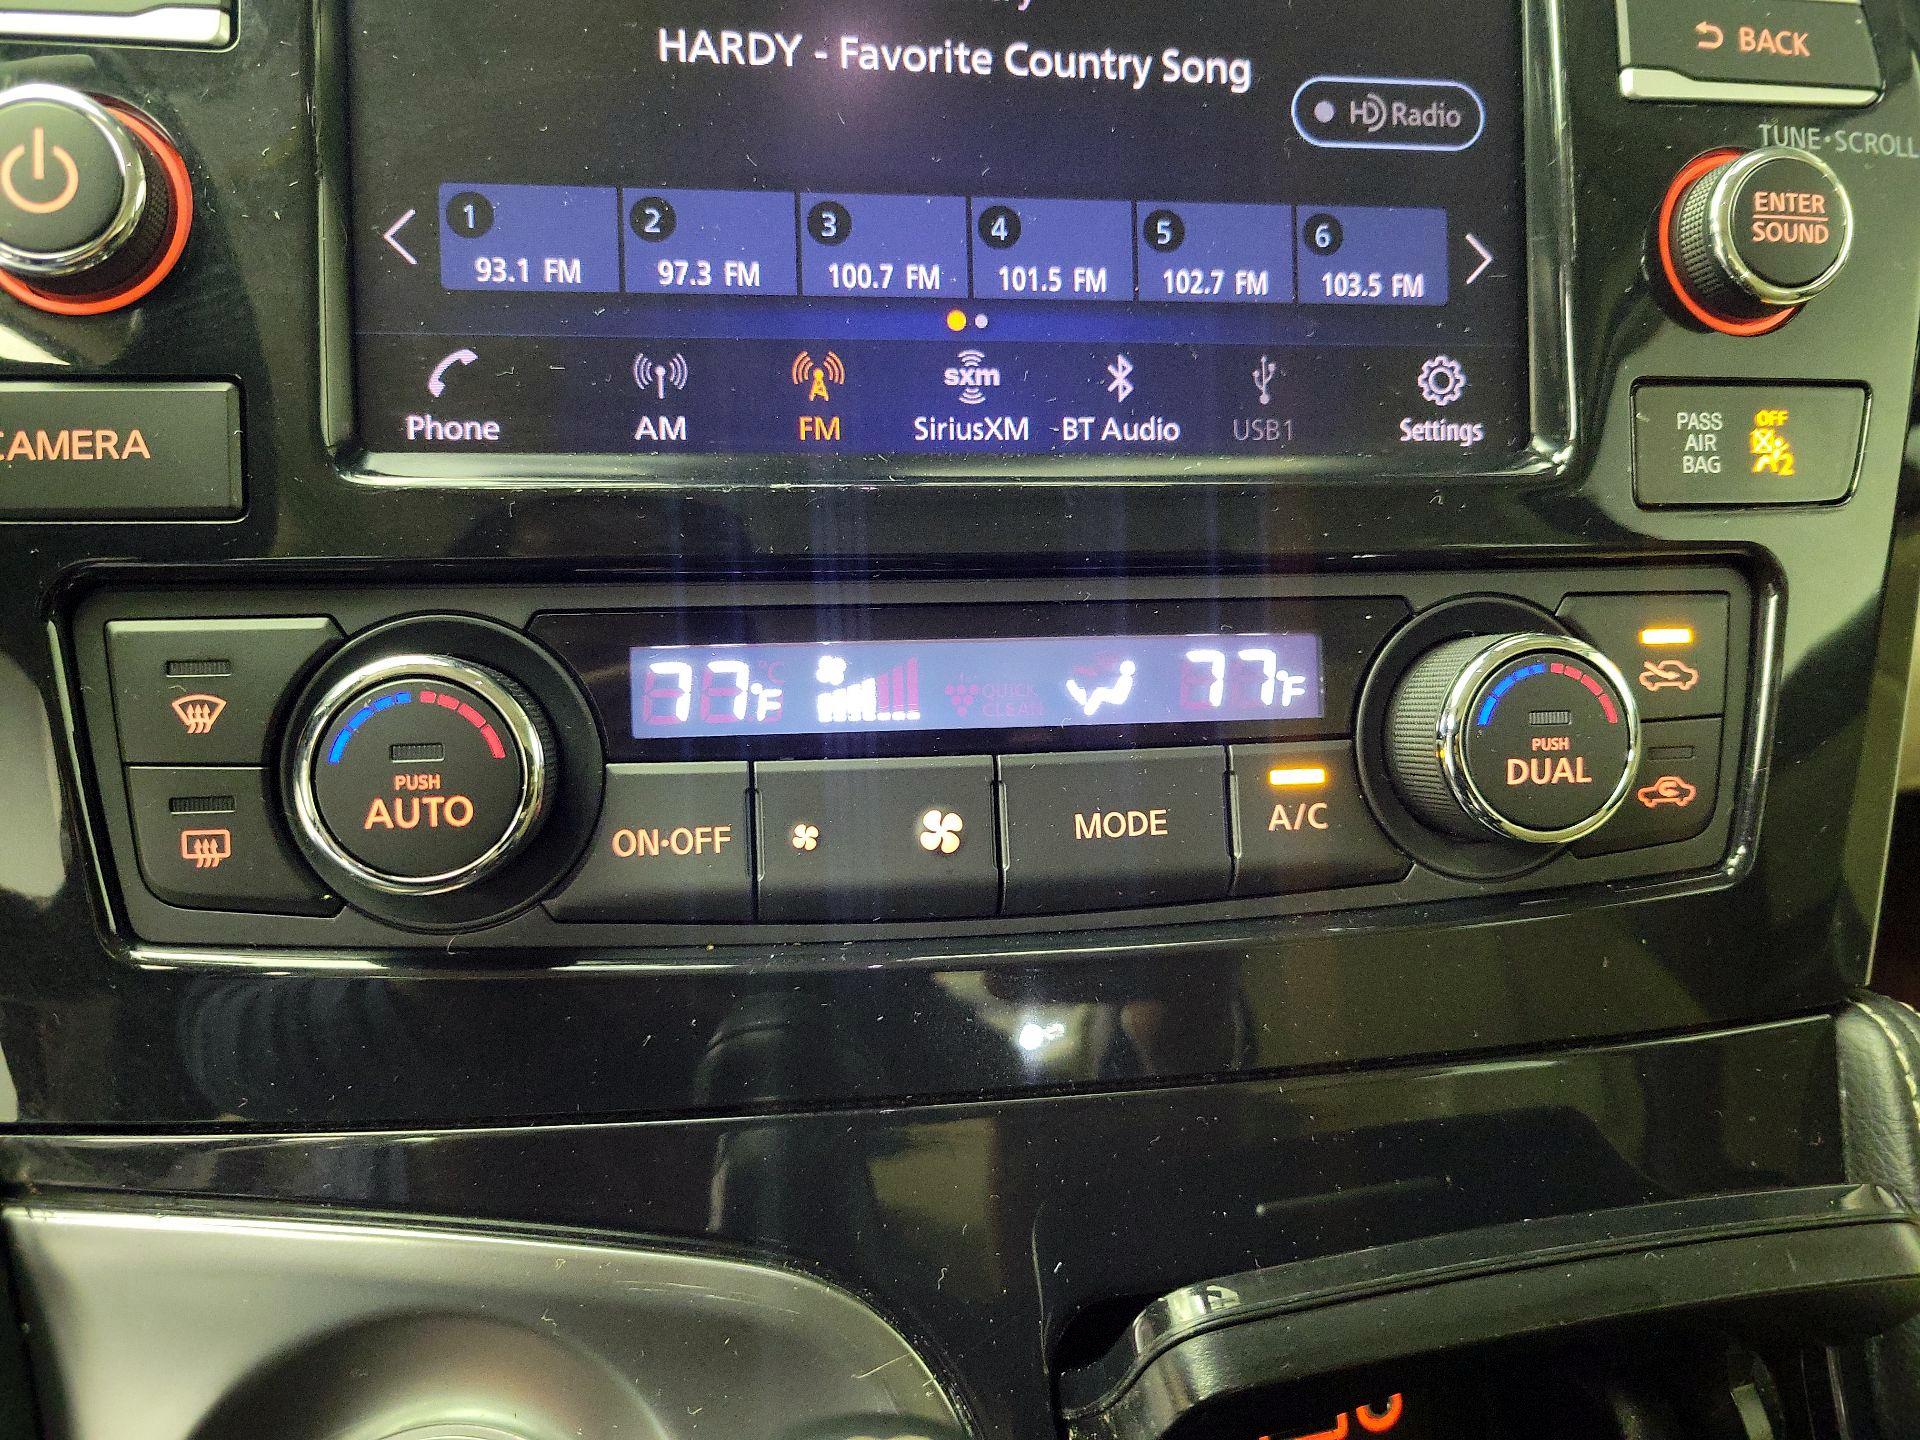 HARDY - Favorite Country Song
HD Radio
BACK
TUNE·SCROLL
ENTER
SOUND
1
93.1 FM
2
97.3 FM
3
100.7 FM
4
101.5 FM
5
102.7 FM
6
103.5 FM
Phone
AM
FM
sxm
SiriusXM
BT Audio
USB1
Settings
CAMERA
PASS
AIR
BAG
OFF
2
77°F
°C
QUICK
CLEAN
77°F
PUSH
AUTO
ON·OFF
MODE
A/C
PUSH
DUAL